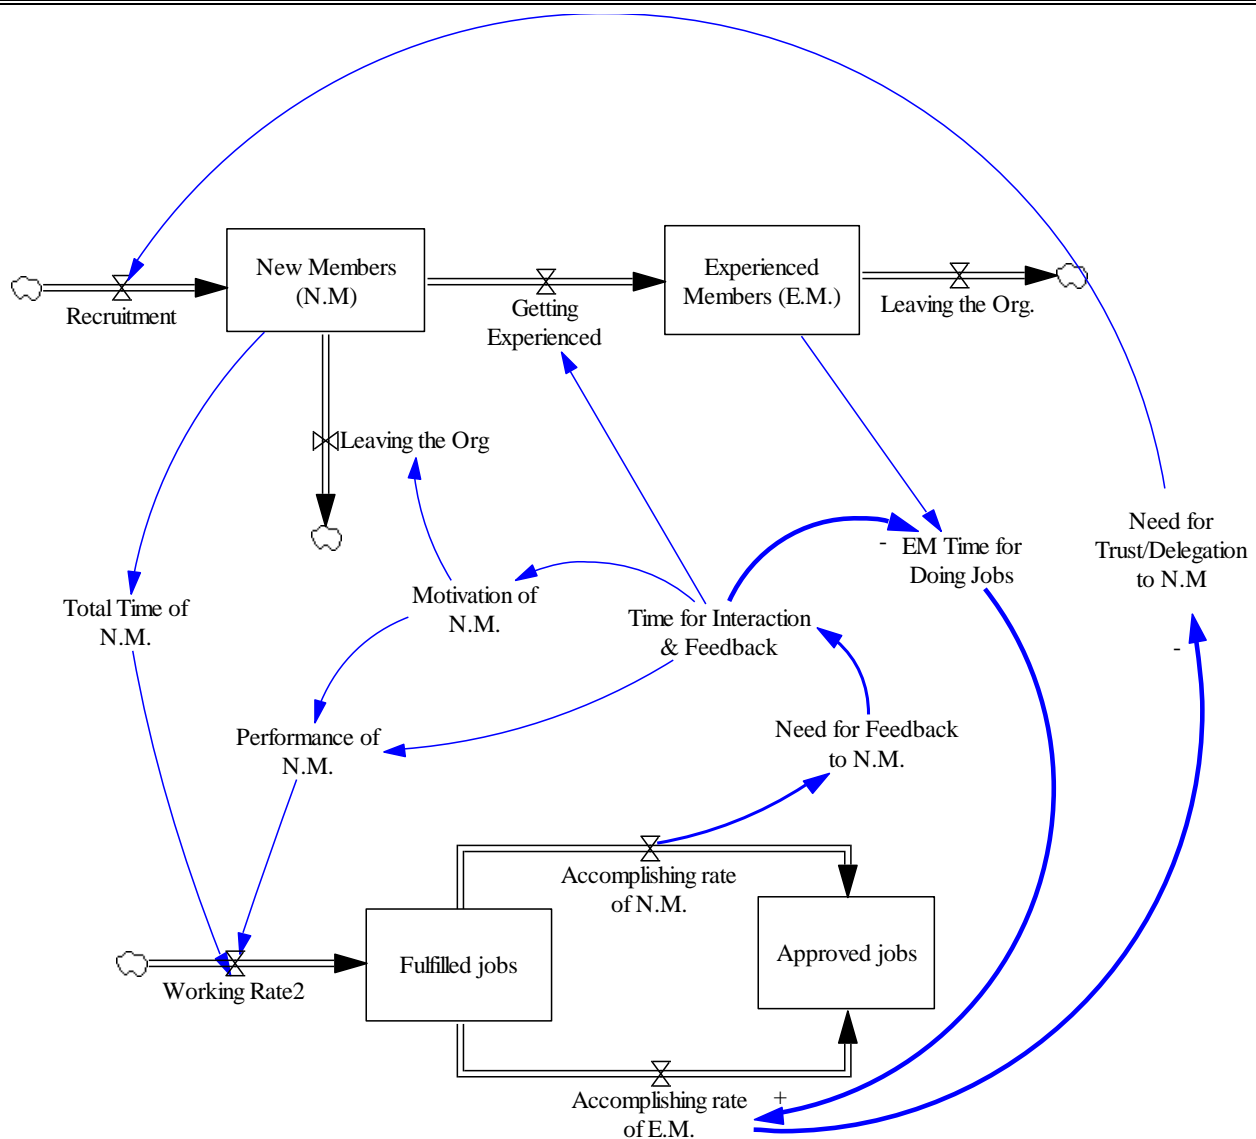 New Members
(N.M)
Experienced
Members (E.M.)
Recruitment
Getting
Experienced
Leaving the Org.
Leaving the Org
Need for
Trust/Delegation
to N.M
-
-
EM Time for
Doing Jobs
Motivation of
N.M.
Total Time of
N.M.
Time for Interaction
& Feedback
Performance of
N.M.
Need for Feedback
to N.M.
Accomplishing rate
of N.M.
Fulfilled jobs
Approved jobs
Working Rate2
Accomplishing rate
of E.M.
+